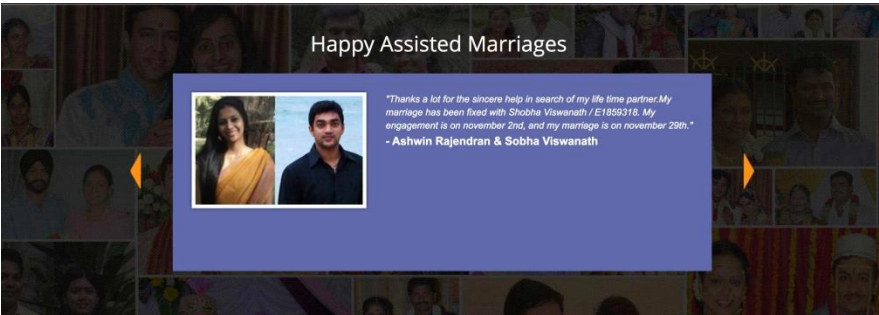 Happy Assisted Marriages
"Thanks a lot for the sincere help in search of my life time partner.My
marriage has been fixed with Shobha Viswanath / E1859318. My
engagement is on november 2nd, and my marriage is on november 29th."
- Ashwin Rajendran & Sobha Viswanath